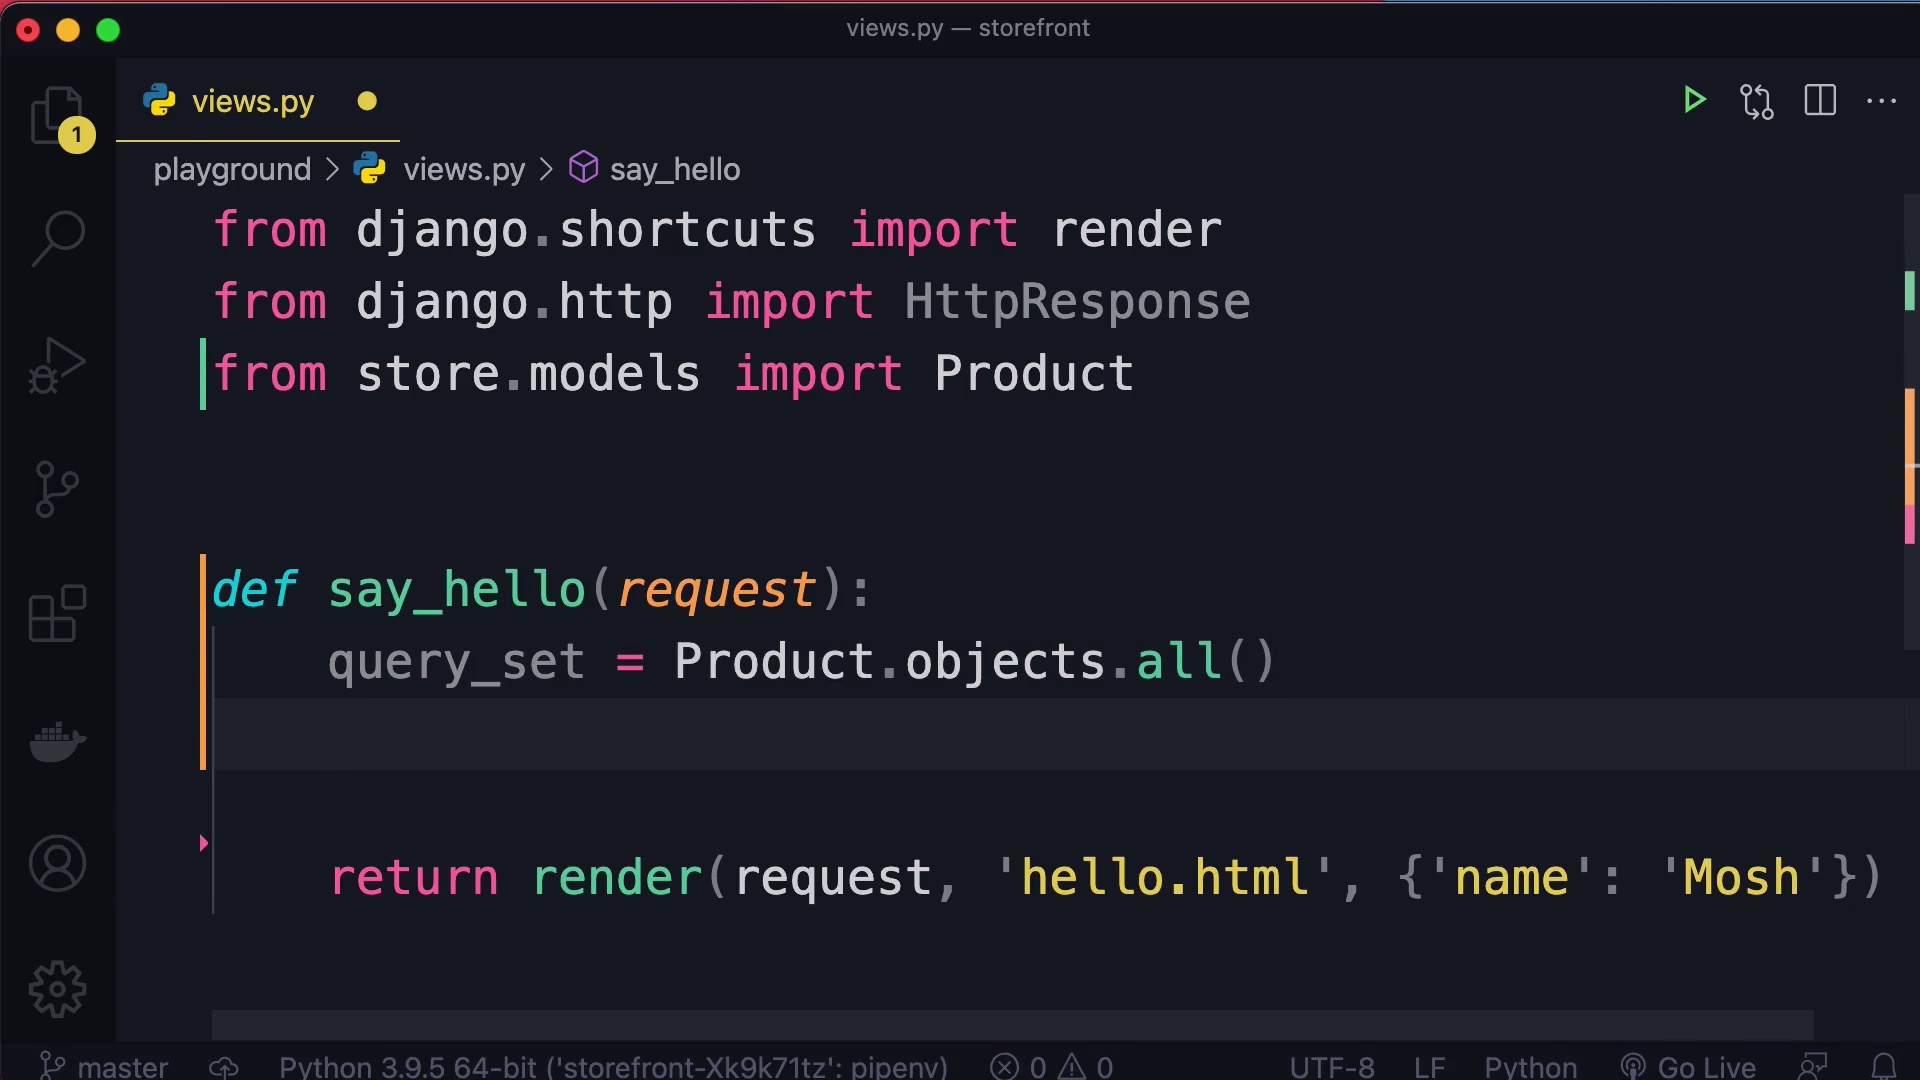 views.py — storefront
views.py
1
playground > views.py > say_hello
from django.shortcuts import render
from django.http import HttpResponse
from store.models import Product
def say_hello(request):
query_set = Product.objects.all()
return render(request, 'hello.html', {'name': 'Mosh'})
master Python 3.9.5 64-bit ('storefront-Xk9k71tz': pipenv) 0 0 UTF-8 LF Python Go Live